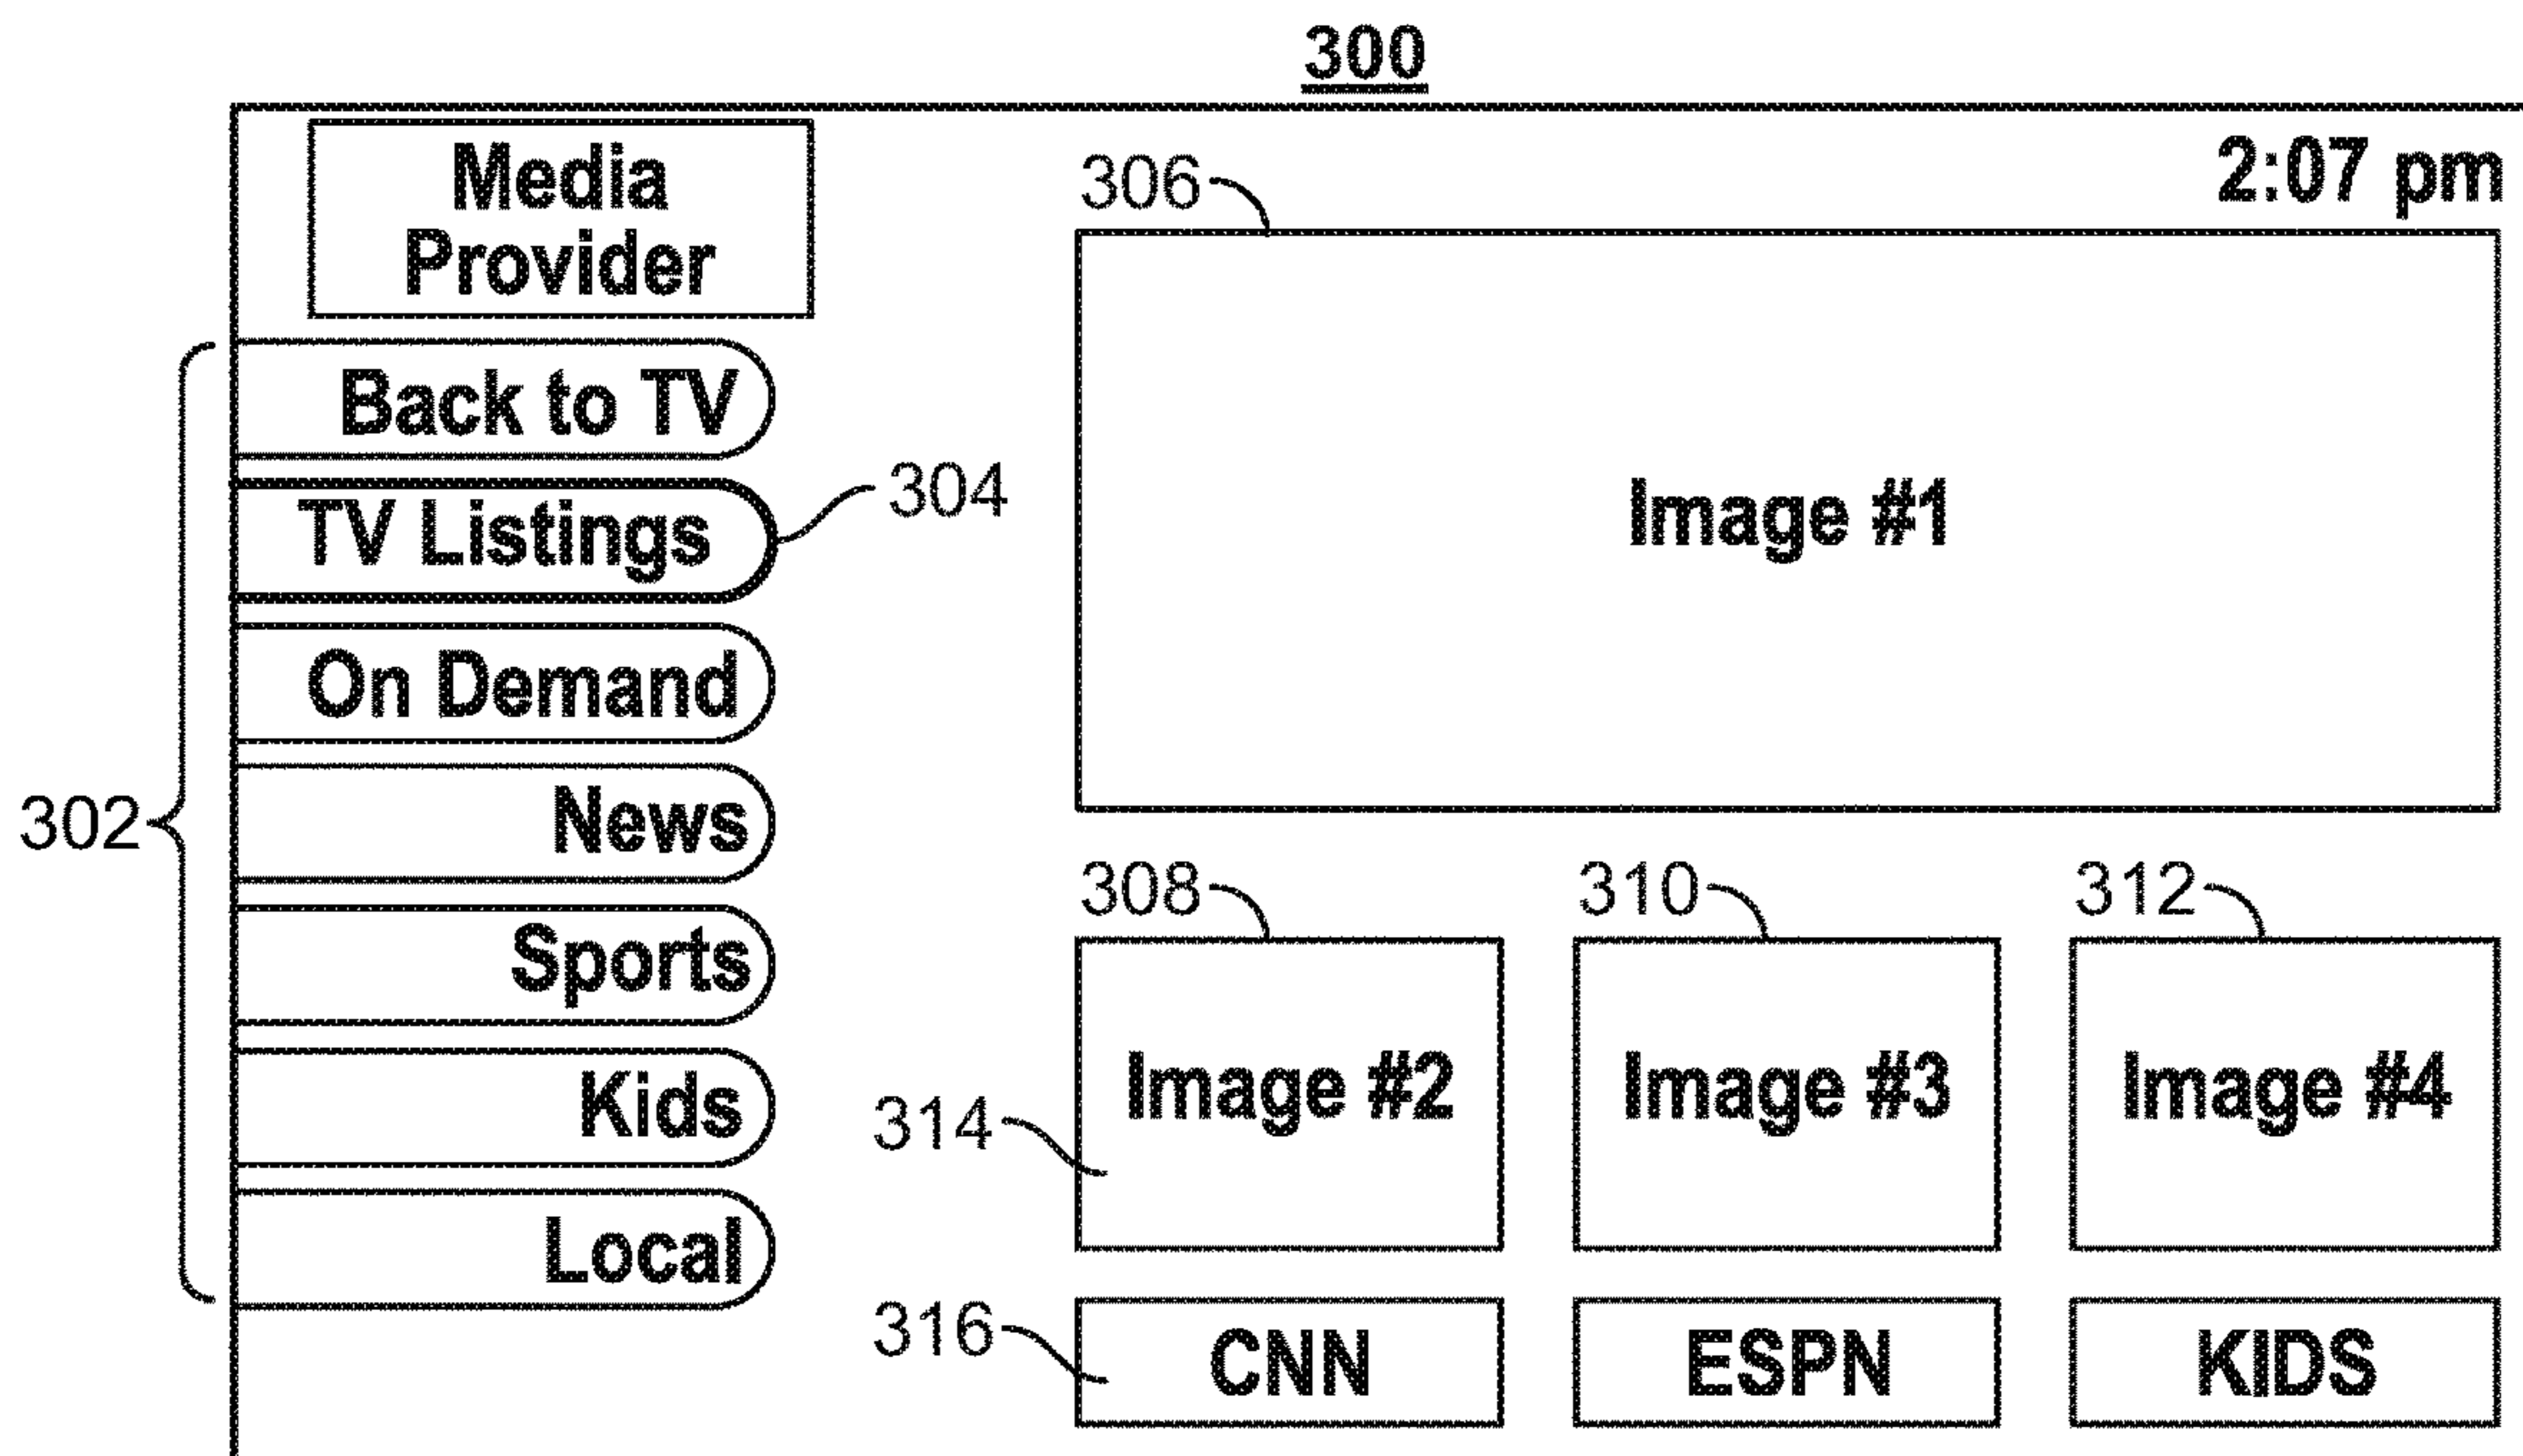 300
Media
Provider
2:07 pm
306
Back to TV
TV Listings
304
Image #1
On Demand
302
News
308
310
312
Sports
Kids
314
Image #2
Image #3
Image #4
Local
316
CNN
ESPN
KIDS